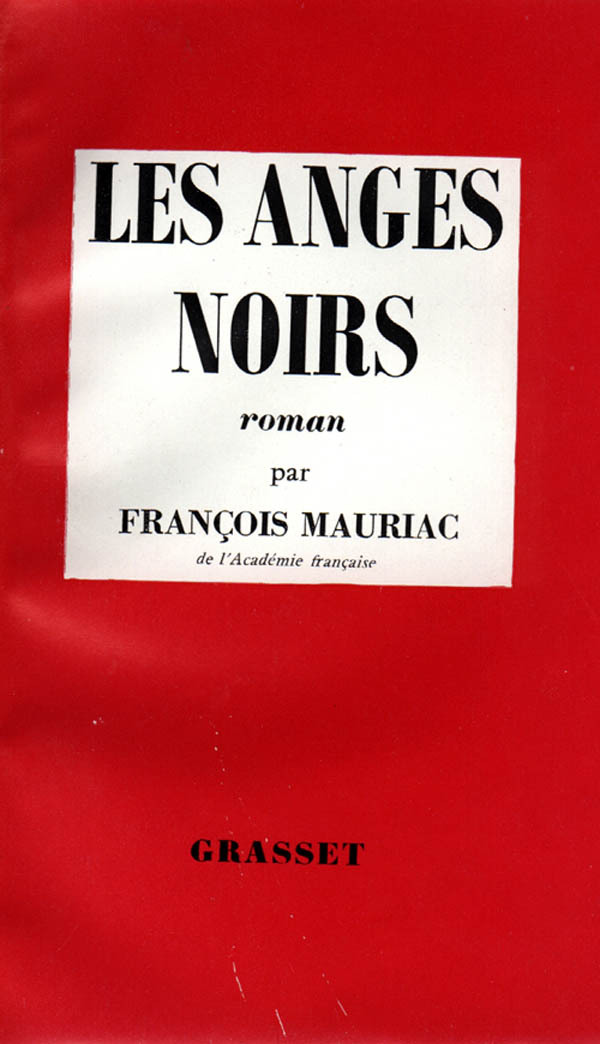 LES ANGES
NOIRS
roman
par
FRANÇOIS MAURIAC
de l'Académie française
GRASSET